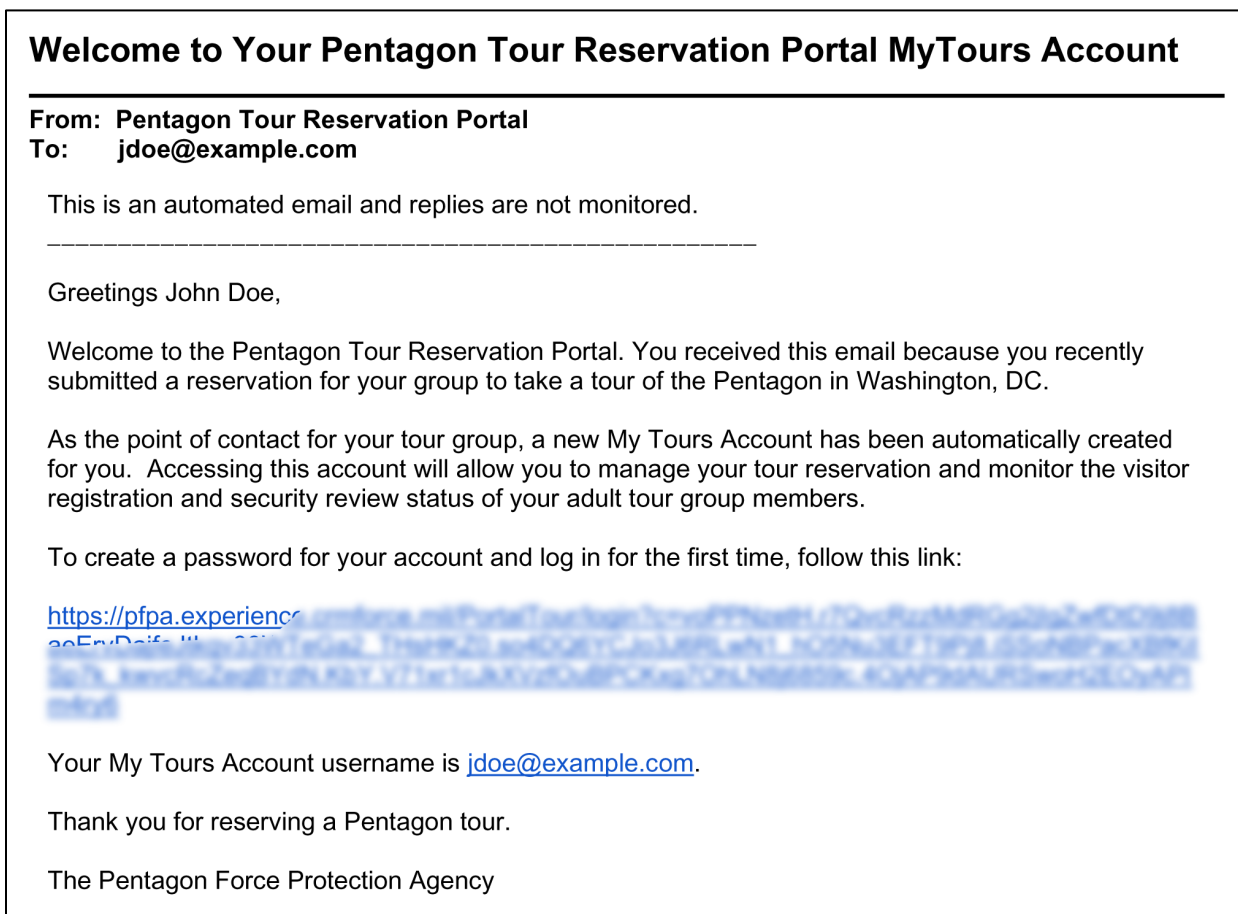 Welcome to Your Pentagon Tour Reservation Portal MyTours Account
From: Pentagon Tour Reservation Portal
To: jdoe@example.com
This is an automated email and replies are not monitored.
___________________________________________________
Greetings John Doe,
Welcome to the Pentagon Tour Reservation Portal. You received this email because you recently
submitted a reservation for your group to take a tour of the Pentagon in Washington, DC.
As the point of contact for your tour group, a new My Tours Account has been automatically created
for you. Accessing this account will allow you to manage your tour reservation and monitor the visitor
registration and security review status of your adult tour group members.
To create a password for your account and log in for the first time, follow this link:
https://pfpa.experience
Your My Tours Account username is jdoe@example.com.
Thank you for reserving a Pentagon tour.
The Pentagon Force Protection Agency